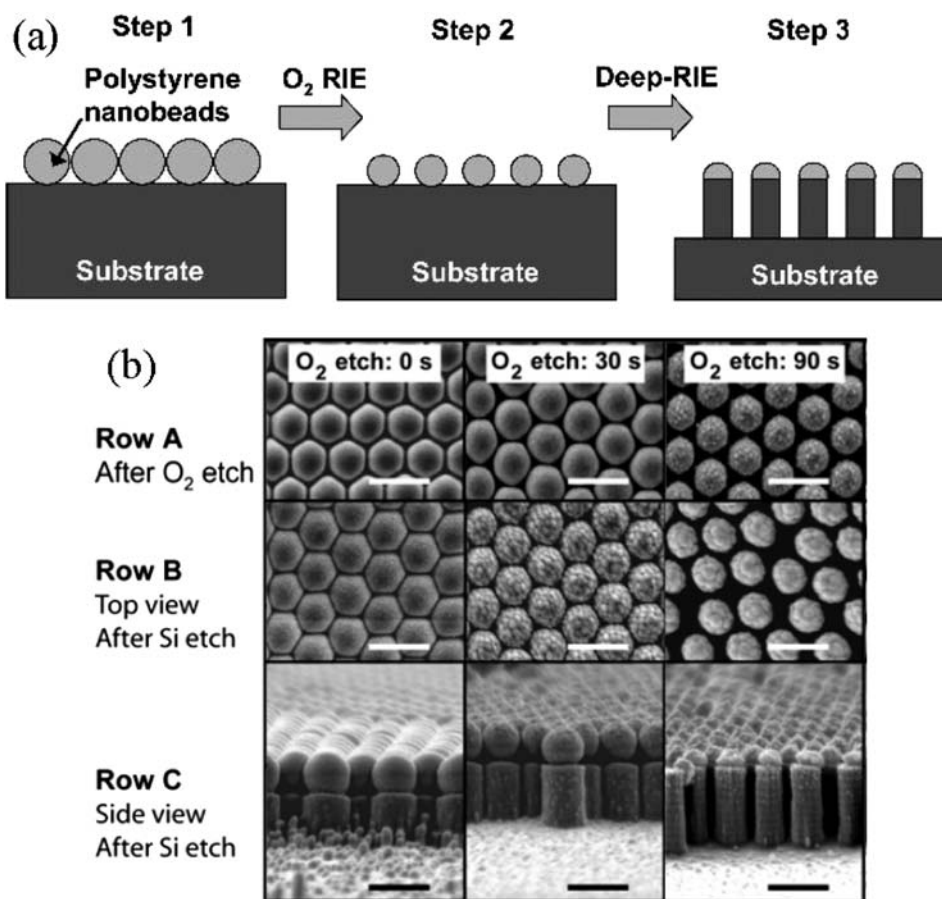 (a)
Step 1
Step 2
Step 3
Polystyrene
nanobeads
O₂ RIE
Deep-RIE
Substrate
Substrate
Substrate
(b)
O₂ etch: 0 s
O₂ etch: 30 s
O₂ etch: 90 s
Row A
After O₂ etch
Row B
Top view
After Si etch
Row C
Side view
After Si etch